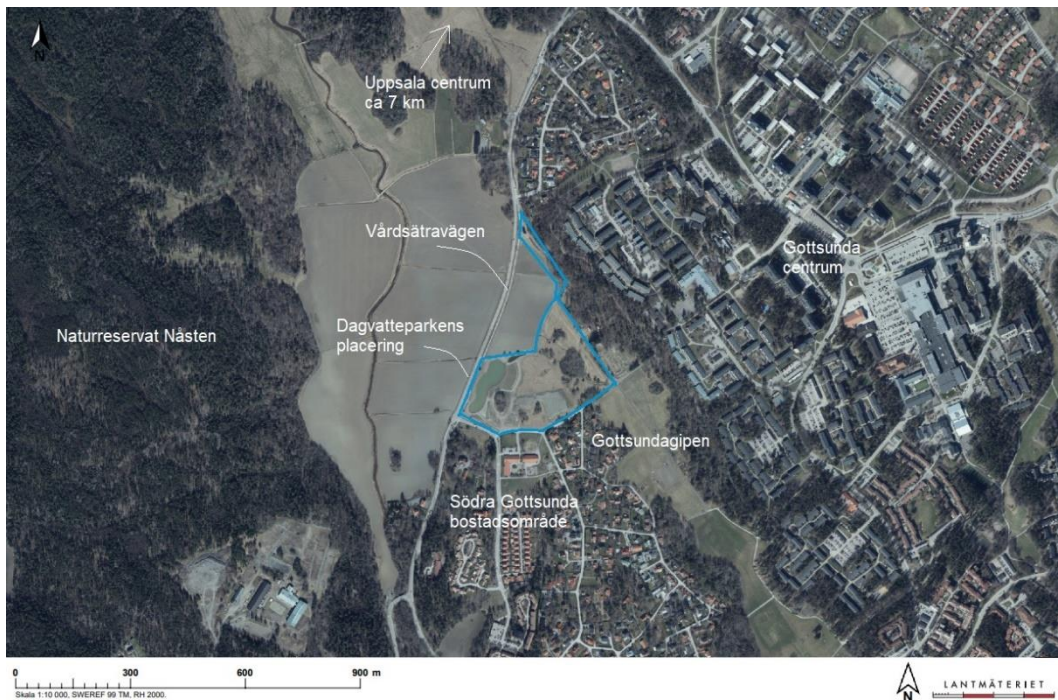 N
Uppsala centrum
ca 7 km
Vårdsätravägen
Gottsunda
centrum
Dagvatteparkens
placering
Naturreservat Nåsten
Gottsundagipen
Södra Gottsunda
bostadsområde
0 300 600 900 m
Skala 1:10 000, SWEREF 99 TM, RH 2000.
N
LANTMÄTERIET